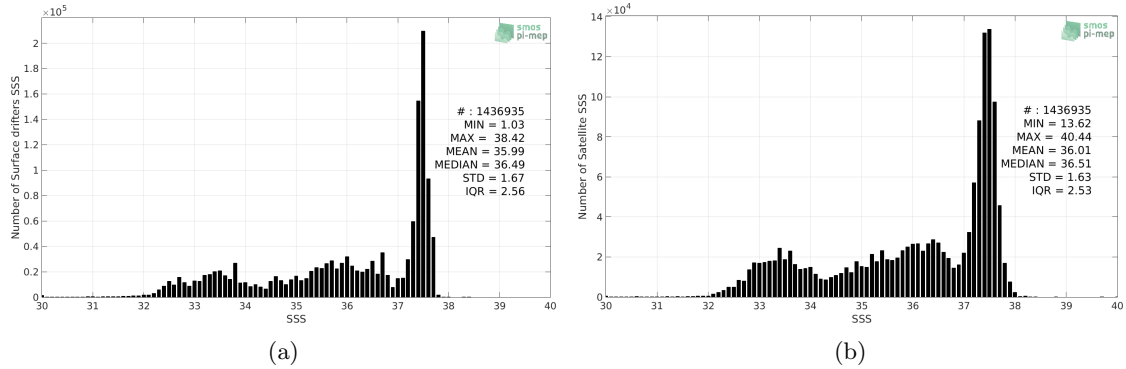 ×10⁵
smos
pi-mep
Number of Surface drifters SSS
2
1.8
1.6
1.4
1.2
1
0.8
0.6
0.4
0.2
0
# : 1436935
MIN = 1.03
MAX = 38.42
MEAN = 35.99
MEDIAN = 36.49
STD = 1.67
IQR = 2.56
30 31 32 33 34 35 36 37 38 39 40
SSS
(a)
×10⁴
smos
pi-mep
Number of Satellite SSS
14
12
10
8
6
4
2
0
# : 1436935
MIN = 13.62
MAX = 40.44
MEAN = 36.01
MEDIAN = 36.51
STD = 1.63
IQR = 2.53
30 31 32 33 34 35 36 37 38 39 40
SSS
(b)